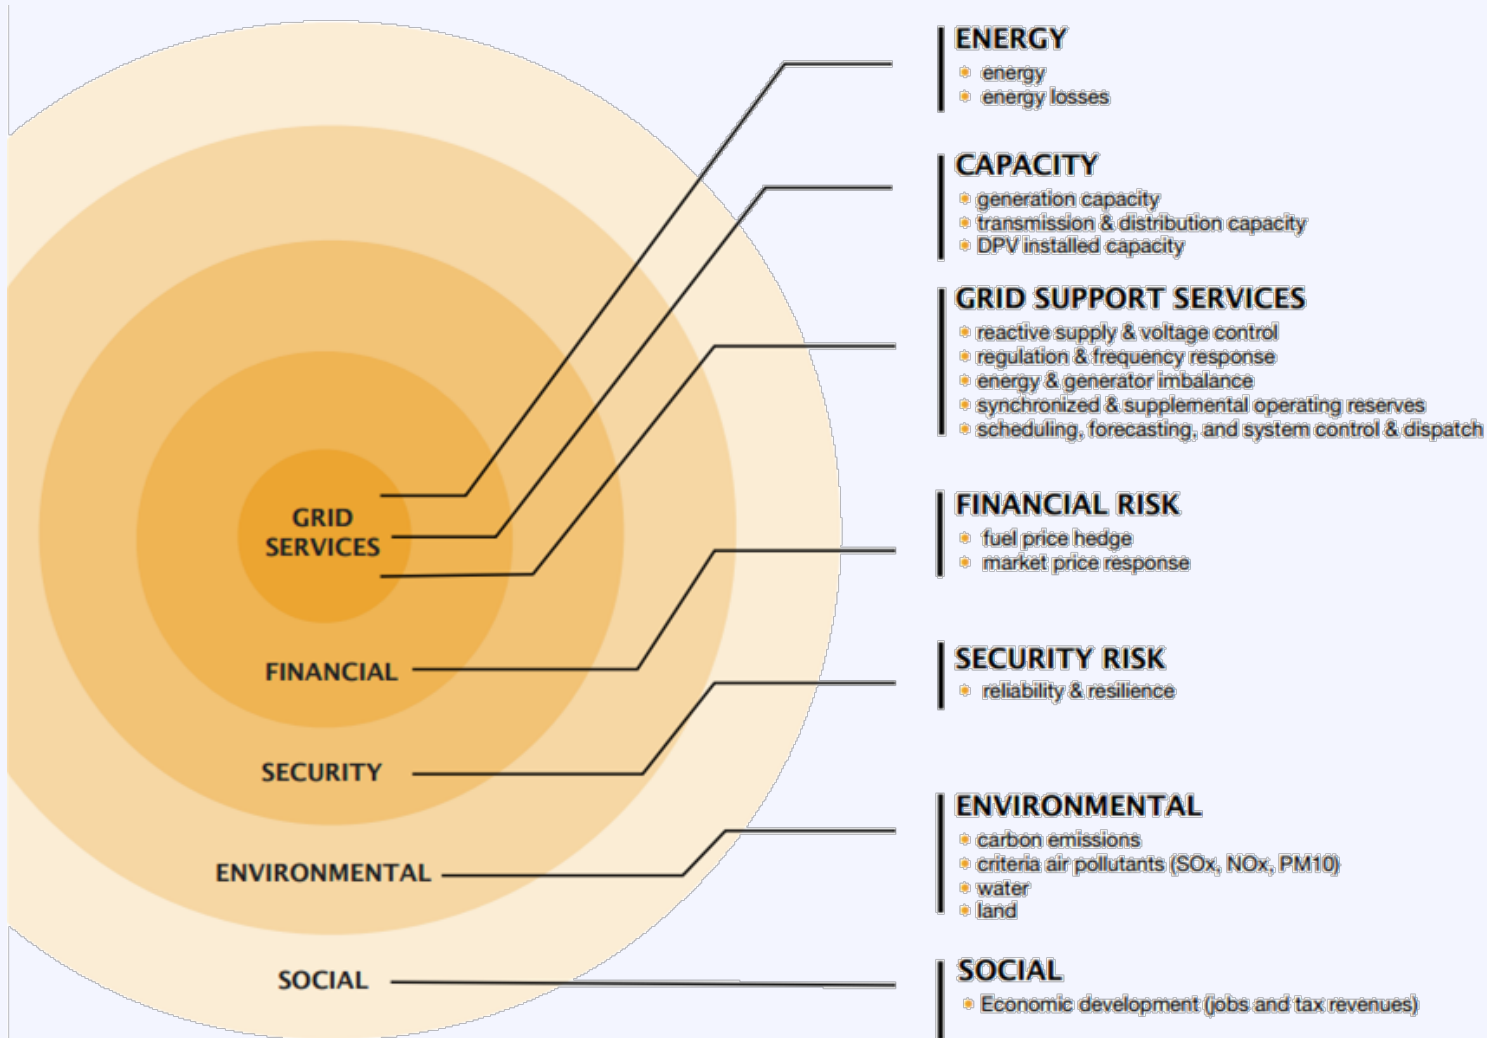 GRID
SERVICES
FINANCIAL
SECURITY
ENVIRONMENTAL
SOCIAL
ENERGY
energy
energy losses
CAPACITY
generation capacity
transmission & distribution capacity
DPV installed capacity
GRID SUPPORT SERVICES
reactive supply & voltage control
regulation & frequency response
energy & generator imbalance
synchronized & supplemental operating reserves
scheduling, forecasting, and system control & dispatch
FINANCIAL RISK
fuel price hedge
market price response
SECURITY RISK
reliability & resilience
ENVIRONMENTAL
carbon emissions
criteria air pollutants (SOx, NOx, PM10)
water
land
SOCIAL
Economic development (jobs and tax revenues)